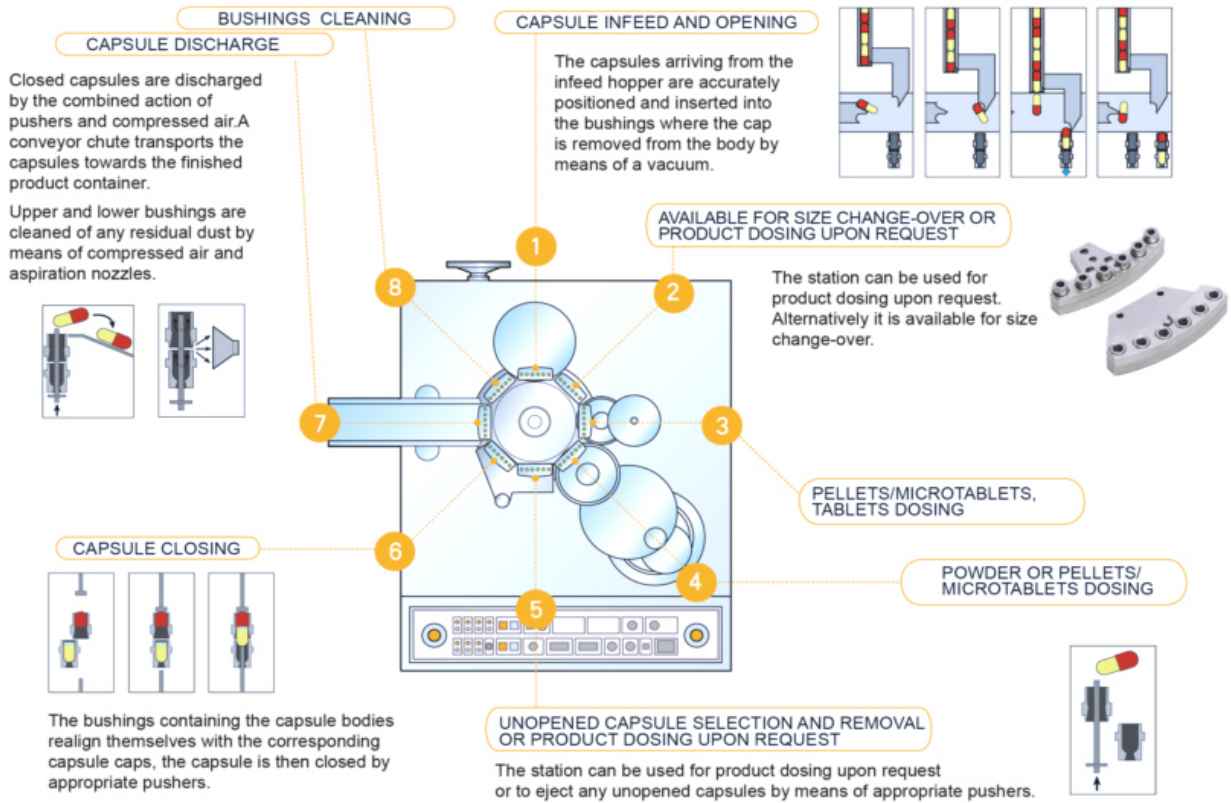 BUSHINGS CLEANING
CAPSULE DISCHARGE
Closed capsules are discharged
by the combined action of
pushers and compressed air.A
conveyor chute transports the
capsules towards the finished
product container.
Upper and lower bushings are
cleaned of any residual dust by
means of compressed air and
aspiration nozzles.
CAPSULE INFEED AND OPENING
The capsules arriving from the
infeed hopper are accurately
positioned and inserted into
the bushings where the cap
is removed from the body by
means of a vacuum.
AVAILABLE FOR SIZE CHANGE-OVER OR
PRODUCT DOSING UPON REQUEST
The station can be used for
product dosing upon request.
Alternatively it is available for size
change-over.
1
2
3
4
5
6
7
8
PELLETS/MICROTABLETS,
TABLETS DOSING
POWDER OR PELLETS/
MICROTABLETS DOSING
CAPSULE CLOSING
The bushings containing the capsule bodies
realign themselves with the corresponding
capsule caps, the capsule is then closed by
appropriate pushers.
UNOPENED CAPSULE SELECTION AND REMOVAL
OR PRODUCT DOSING UPON REQUEST
The station can be used for product dosing upon request
or to eject any unopened capsules by means of appropriate pushers.